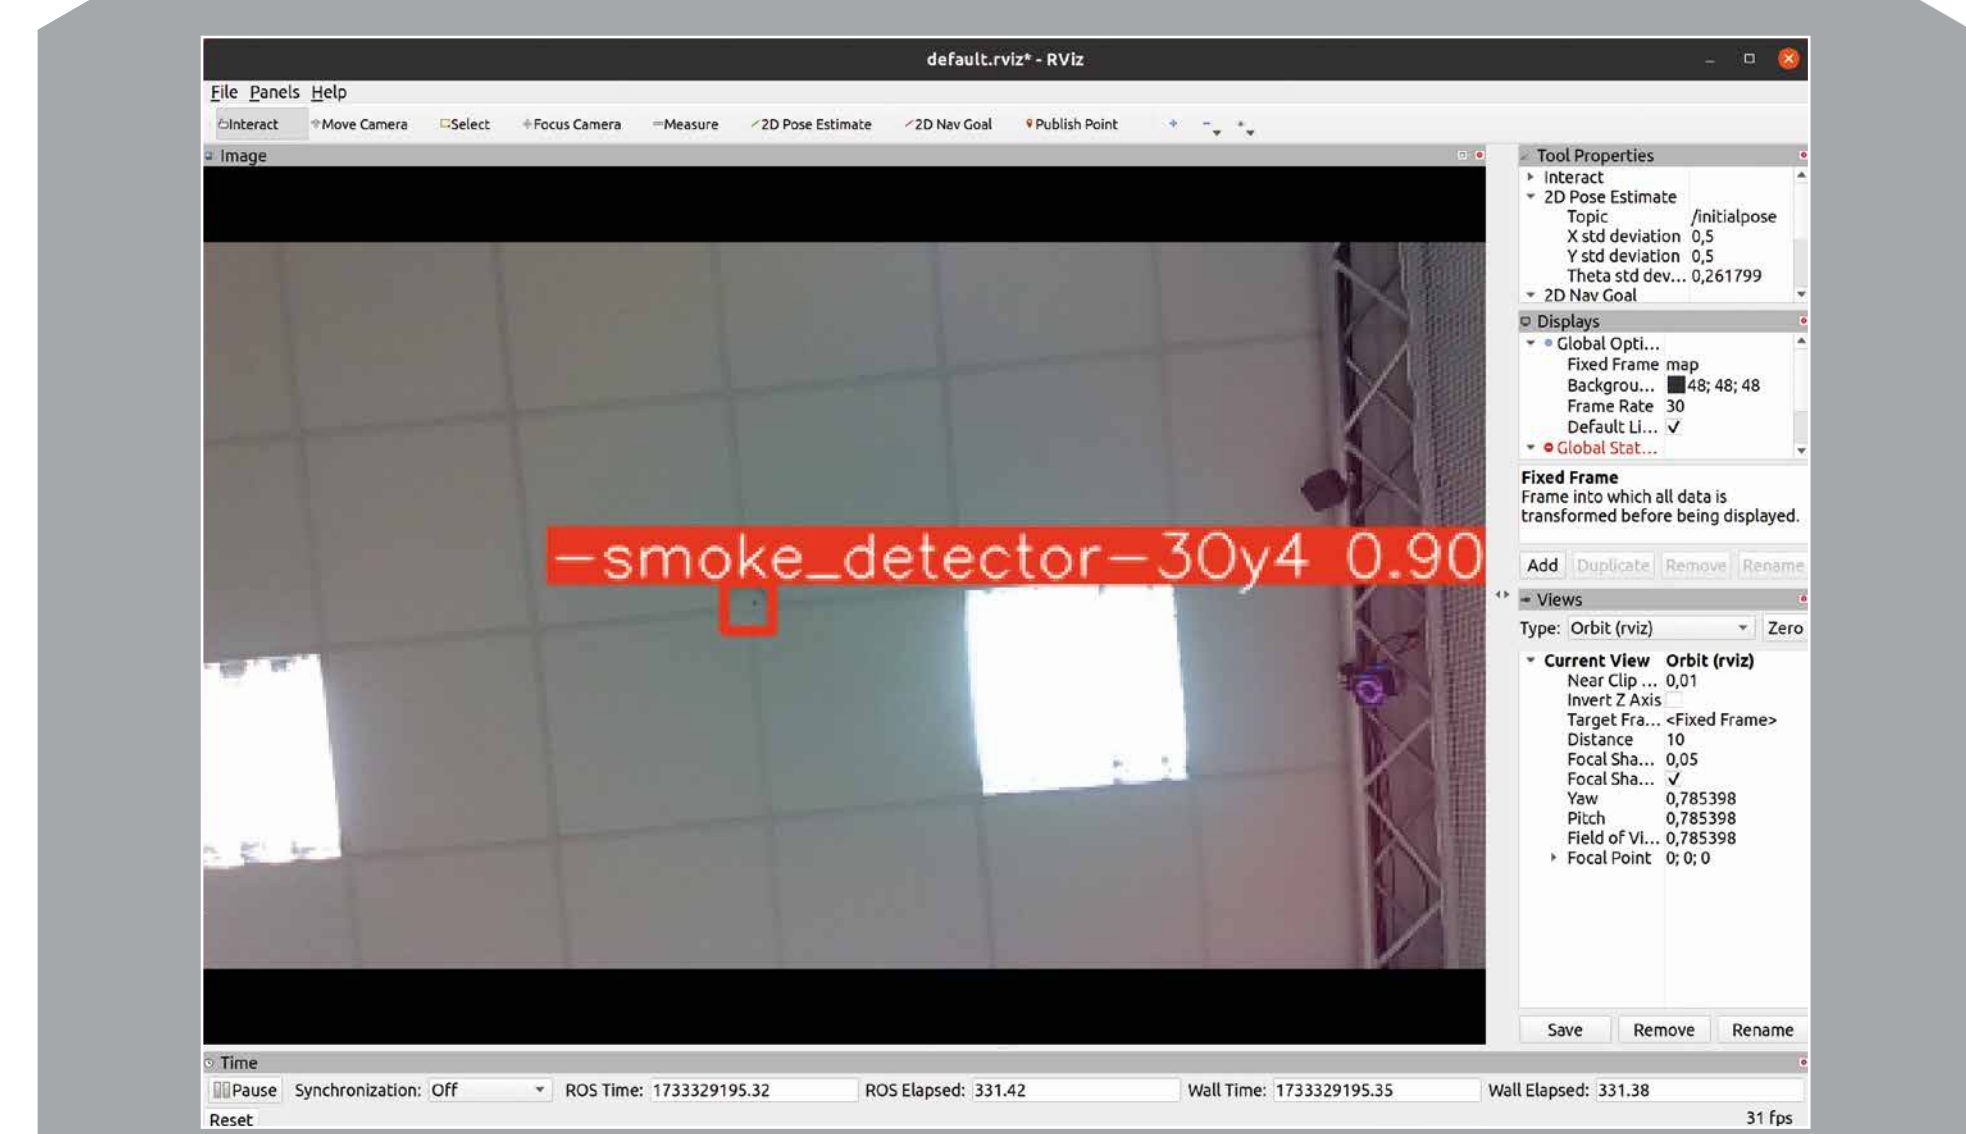 default.rviz* - RViz
File Panels Help
Interact Move Camera Select Focus Camera Measure 2D Pose Estimate 2D Nav Goal Publish Point
Image
-smoke_detector-30y4 0.90
Tool Properties
Interact
2D Pose Estimate
Topic /initialpose
X std deviation 0,5
Y std deviation 0,5
Theta std dev... 0,261799
2D Nav Goal
Displays
Global Opti...
Fixed Frame map
Backgrou... 48; 48; 48
Frame Rate 30
Default Li... ✓
Global Stat...
Fixed Frame
Frame into which all data is
transformed before being displayed.
Add Duplicate Remove Rename
Views
Type: Orbit (rviz) Zero
Current View Orbit (rviz)
Near Clip ... 0,01
Invert Z Axis
Target Fra... <Fixed Frame>
Distance 10
Focal Sha... 0,05
Focal Sha... ✓
Yaw 0,785398
Pitch 0,785398
Field of Vi... 0,785398
Focal Point 0; 0; 0
Save Remove Rename
Time
Pause Synchronization: Off ROS Time: 1733329195.32 ROS Elapsed: 331.42 Wall Time: 1733329195.35 Wall Elapsed: 331.38
Reset 31 fps